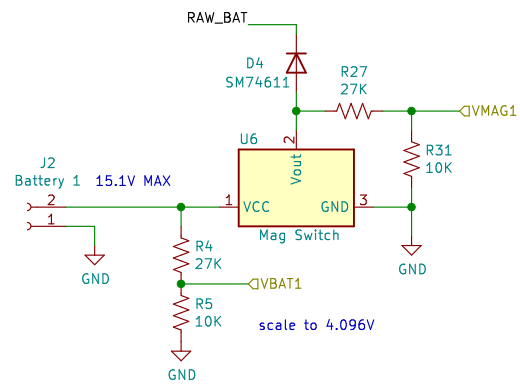 RAW_BAT
D4
SM74611
R27
27K
VMAG1
U6
2
Vout
R31
10K
J2
Battery 1 15.1V MAX
2
1
1
VCC
GND
3
Mag Switch
R4
27K
GND
GND
VBAT1
R5
10K
scale to 4.096V
GND